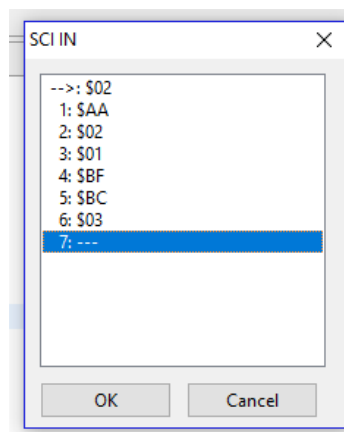 SCI IN
-->: $02
1: $AA
2: $02
3: $01
4: $BF
5: $BC
6: $03
7: ---
OK Cancel